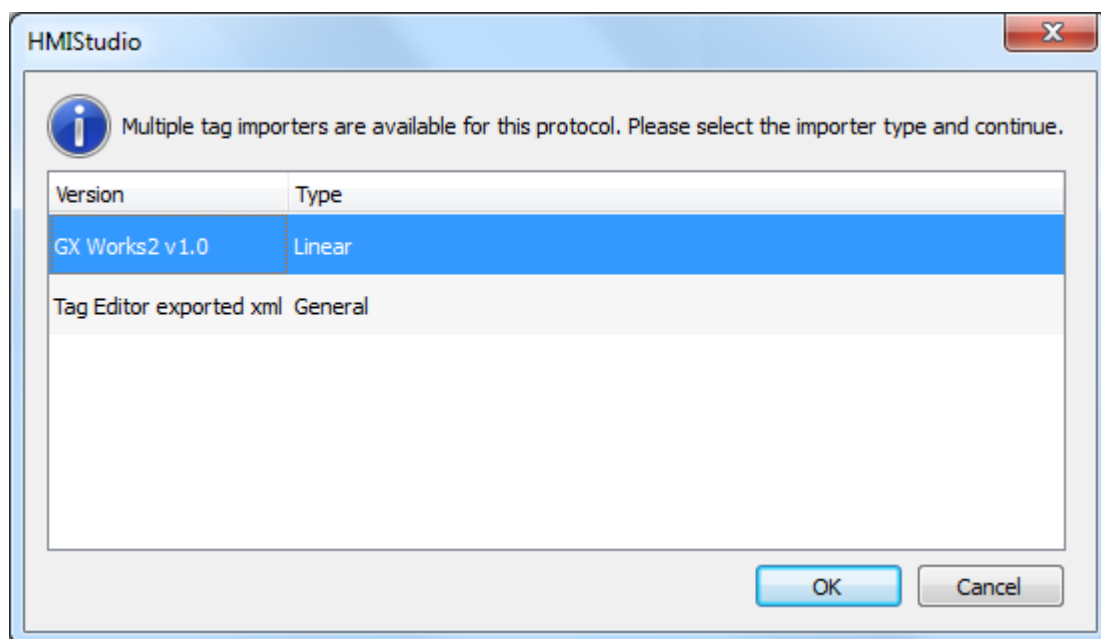 HMIStudio
Multiple tag importers are available for this protocol. Please select the importer type and continue.
Version Type
GX Works2 v1.0 Linear
Tag Editor exported xml General
OK Cancel